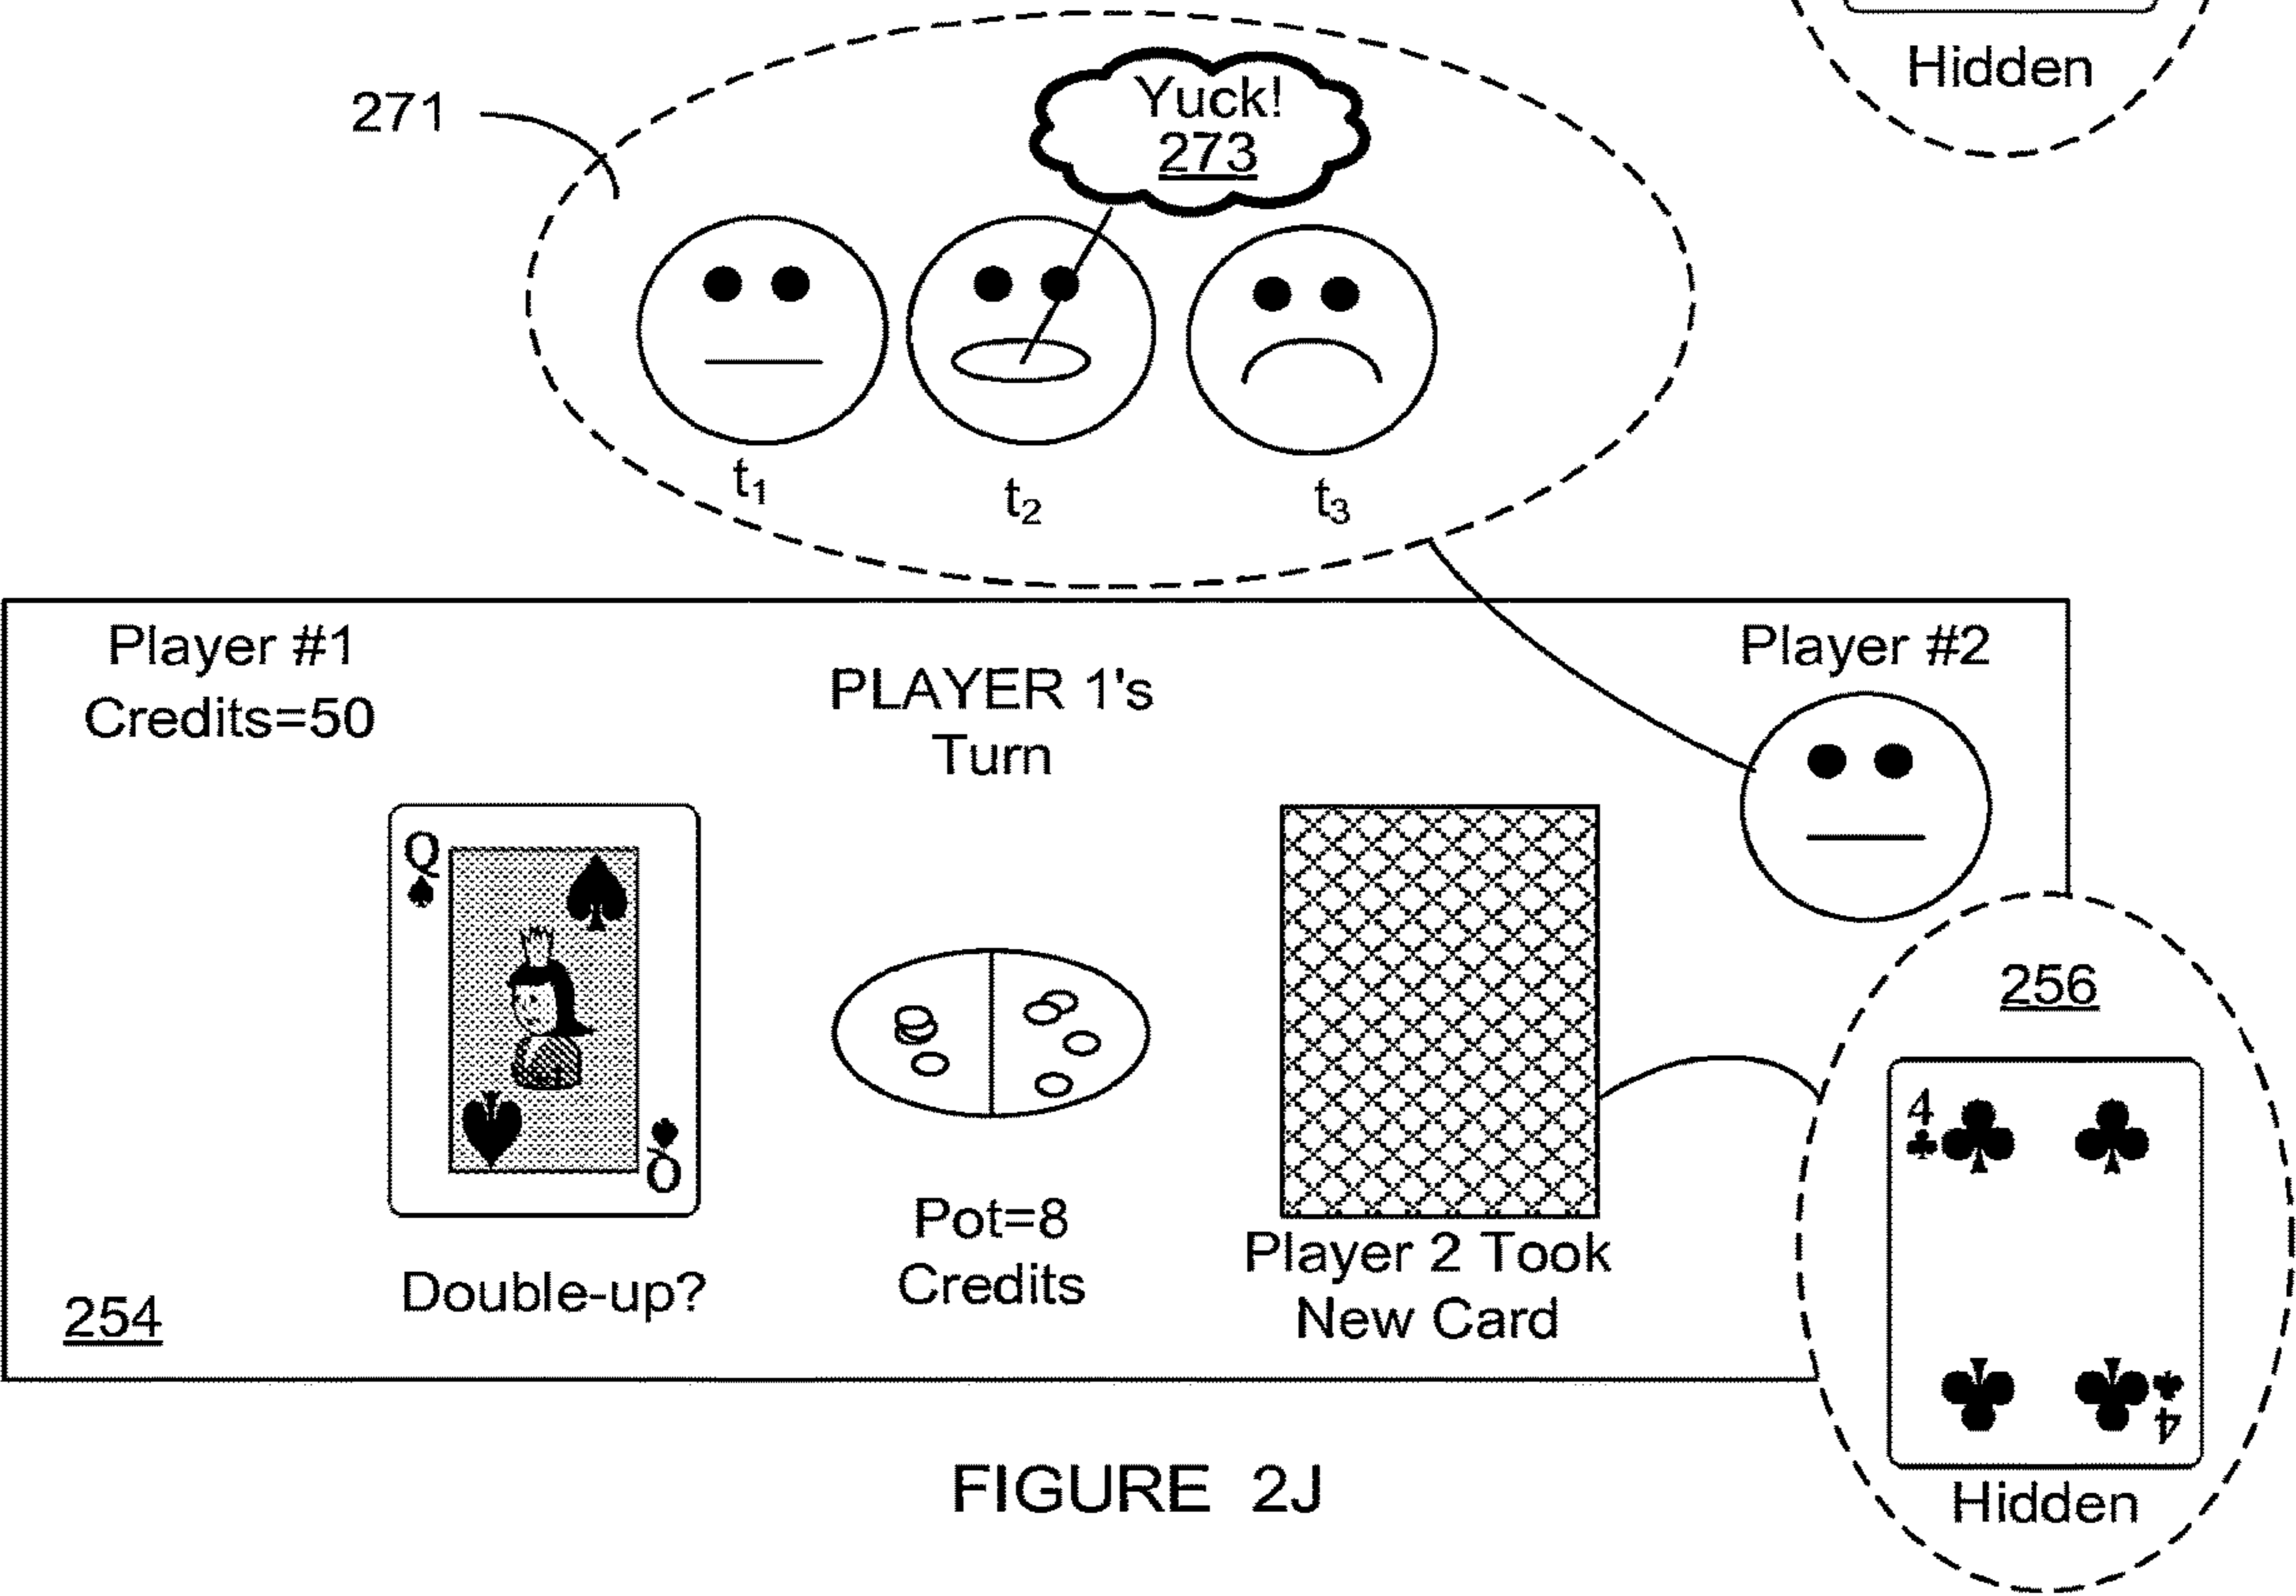 Hidden
271
Yuck!
273
t1
t2
t3
Player #1
Credits=50
PLAYER 1's
Turn
Player #2
Q
Q
Double-up?
Pot=8
Credits
Player 2 Took
New Card
254
256
4
4
Hidden
FIGURE 2J